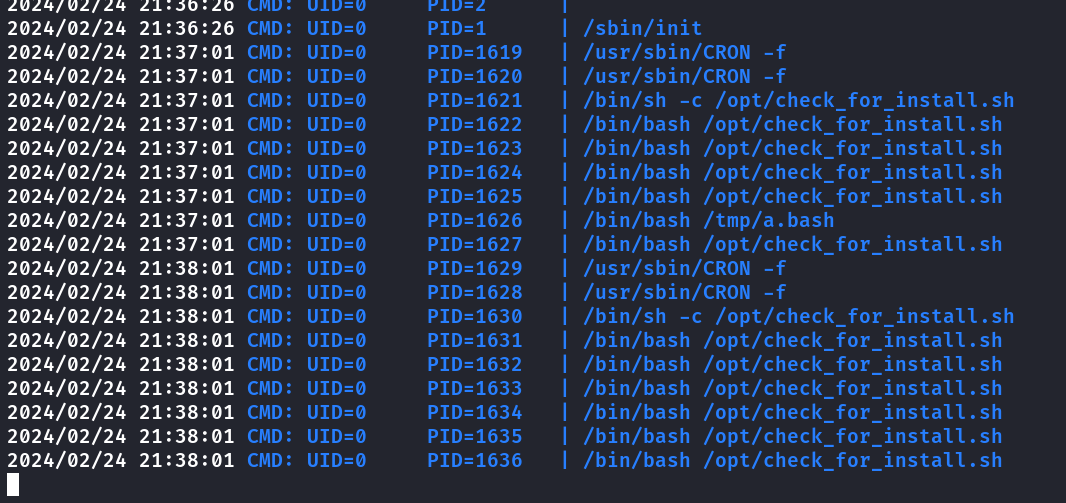 2024/02/24 21:36:26 CMD: UID=0     PID=2      |
2024/02/24 21:36:26 CMD: UID=0     PID=1      | /sbin/init
2024/02/24 21:37:01 CMD: UID=0     PID=1619   | /usr/sbin/CRON -f
2024/02/24 21:37:01 CMD: UID=0     PID=1620   | /usr/sbin/CRON -f
2024/02/24 21:37:01 CMD: UID=0     PID=1621   | /bin/sh -c /opt/check_for_install.sh
2024/02/24 21:37:01 CMD: UID=0     PID=1622   | /bin/bash /opt/check_for_install.sh
2024/02/24 21:37:01 CMD: UID=0     PID=1623   | /bin/bash /opt/check_for_install.sh
2024/02/24 21:37:01 CMD: UID=0     PID=1624   | /bin/bash /opt/check_for_install.sh
2024/02/24 21:37:01 CMD: UID=0     PID=1625   | /bin/bash /opt/check_for_install.sh
2024/02/24 21:37:01 CMD: UID=0     PID=1626   | /bin/bash /tmp/a.bash
2024/02/24 21:37:01 CMD: UID=0     PID=1627   | /bin/bash /opt/check_for_install.sh
2024/02/24 21:38:01 CMD: UID=0     PID=1629   | /usr/sbin/CRON -f
2024/02/24 21:38:01 CMD: UID=0     PID=1628   | /usr/sbin/CRON -f
2024/02/24 21:38:01 CMD: UID=0     PID=1630   | /bin/sh -c /opt/check_for_install.sh
2024/02/24 21:38:01 CMD: UID=0     PID=1631   | /bin/bash /opt/check_for_install.sh
2024/02/24 21:38:01 CMD: UID=0     PID=1632   | /bin/bash /opt/check_for_install.sh
2024/02/24 21:38:01 CMD: UID=0     PID=1633   | /bin/bash /opt/check_for_install.sh
2024/02/24 21:38:01 CMD: UID=0     PID=1634   | /bin/bash /opt/check_for_install.sh
2024/02/24 21:38:01 CMD: UID=0     PID=1635   | /bin/bash /opt/check_for_install.sh
2024/02/24 21:38:01 CMD: UID=0     PID=1636   | /bin/bash /opt/check_for_install.sh